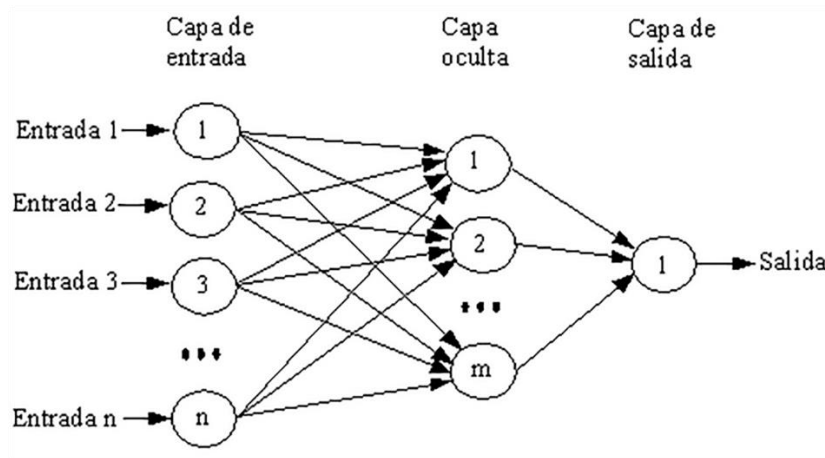 Capa de
entrada
Capa
oculta
Capa de
salida
Entrada 1
1
1
Entrada 2
2
2
1
Salida
Entrada 3
3
...
...
m
Entrada n
n